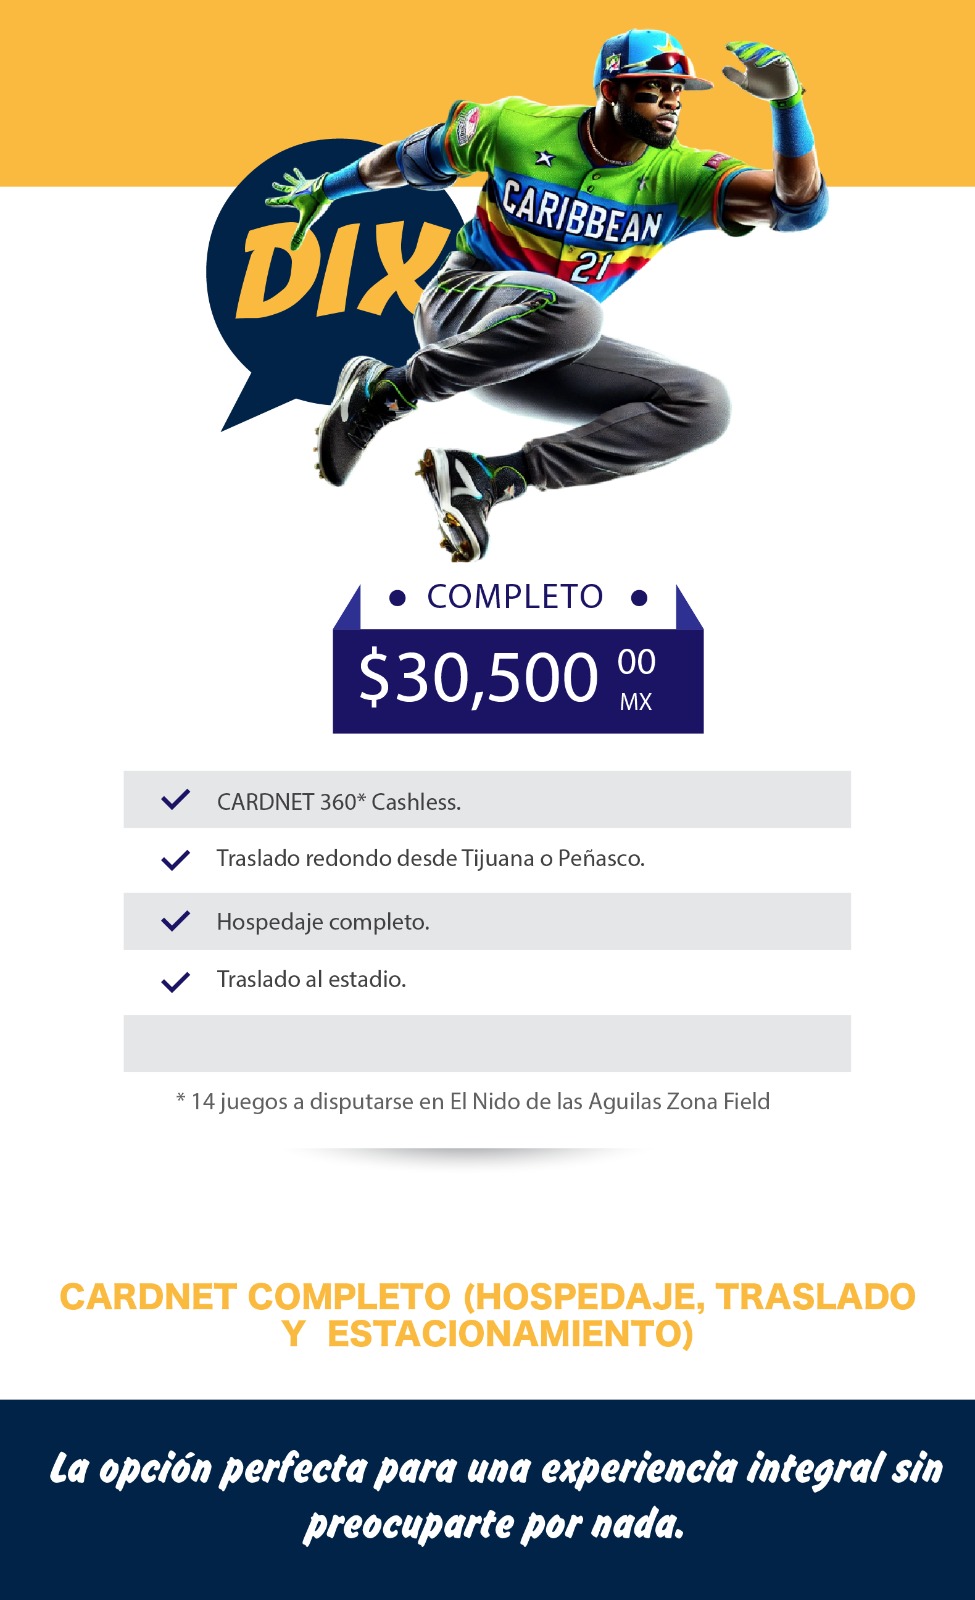 DIX
CARIBBEAN
21
COMPLETO
$30,500 00
MX
CARDNET 360* Cashless.
Traslado redondo desde Tijuana o Peñasco.
Hospedaje completo.
Traslado al estadio.
* 14 juegos a disputarse en El Nido de las Aguilas Zona Field
CARDNET COMPLETO (HOSPEDAJE, TRASLADO
Y ESTACIONAMIENTO)
La opción perfecta para una experiencia integral sin
preocuparte por nada.